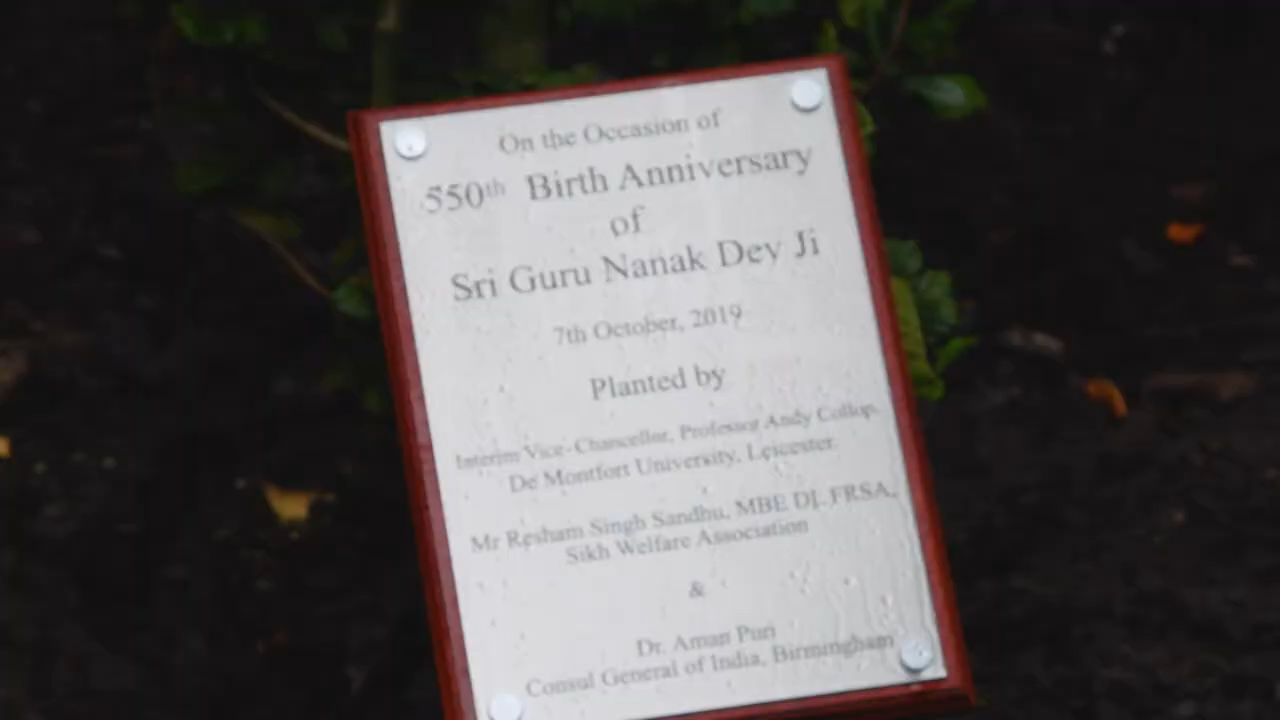 On the Occasion of
550th Birth Anniversary
of
Sri Guru Nanak Dev Ji
7th October, 2019
Planted by
Interim Vice-Chancellor, Professor Andy Collop,
De Montfort University, Leicester
Mr Resham Singh Sandhu, MBE DL FRSA,
Sikh Welfare Association
&
Dr. Aman Puri
Consul General of India, Birmingham